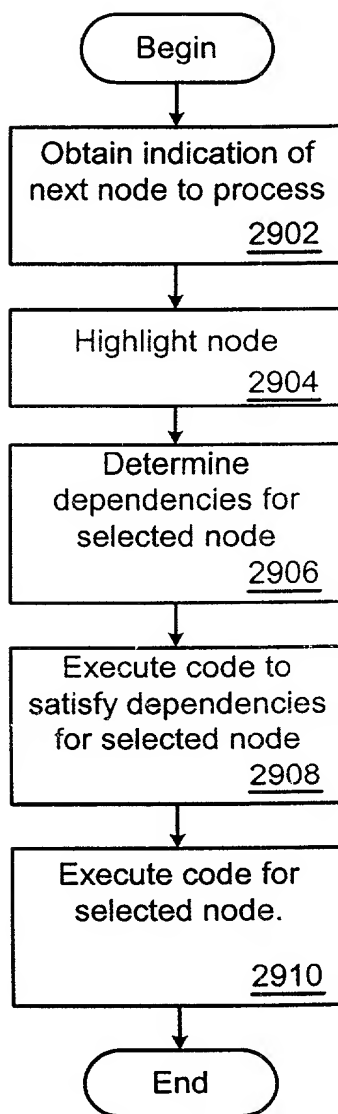 Begin
Obtain indication of
next node to process
2902
Highlight node
2904
Determine
dependencies for
selected node
2906
Execute code to
satisfy dependencies
for selected node
2908
Execute code for
selected node.
2910
End